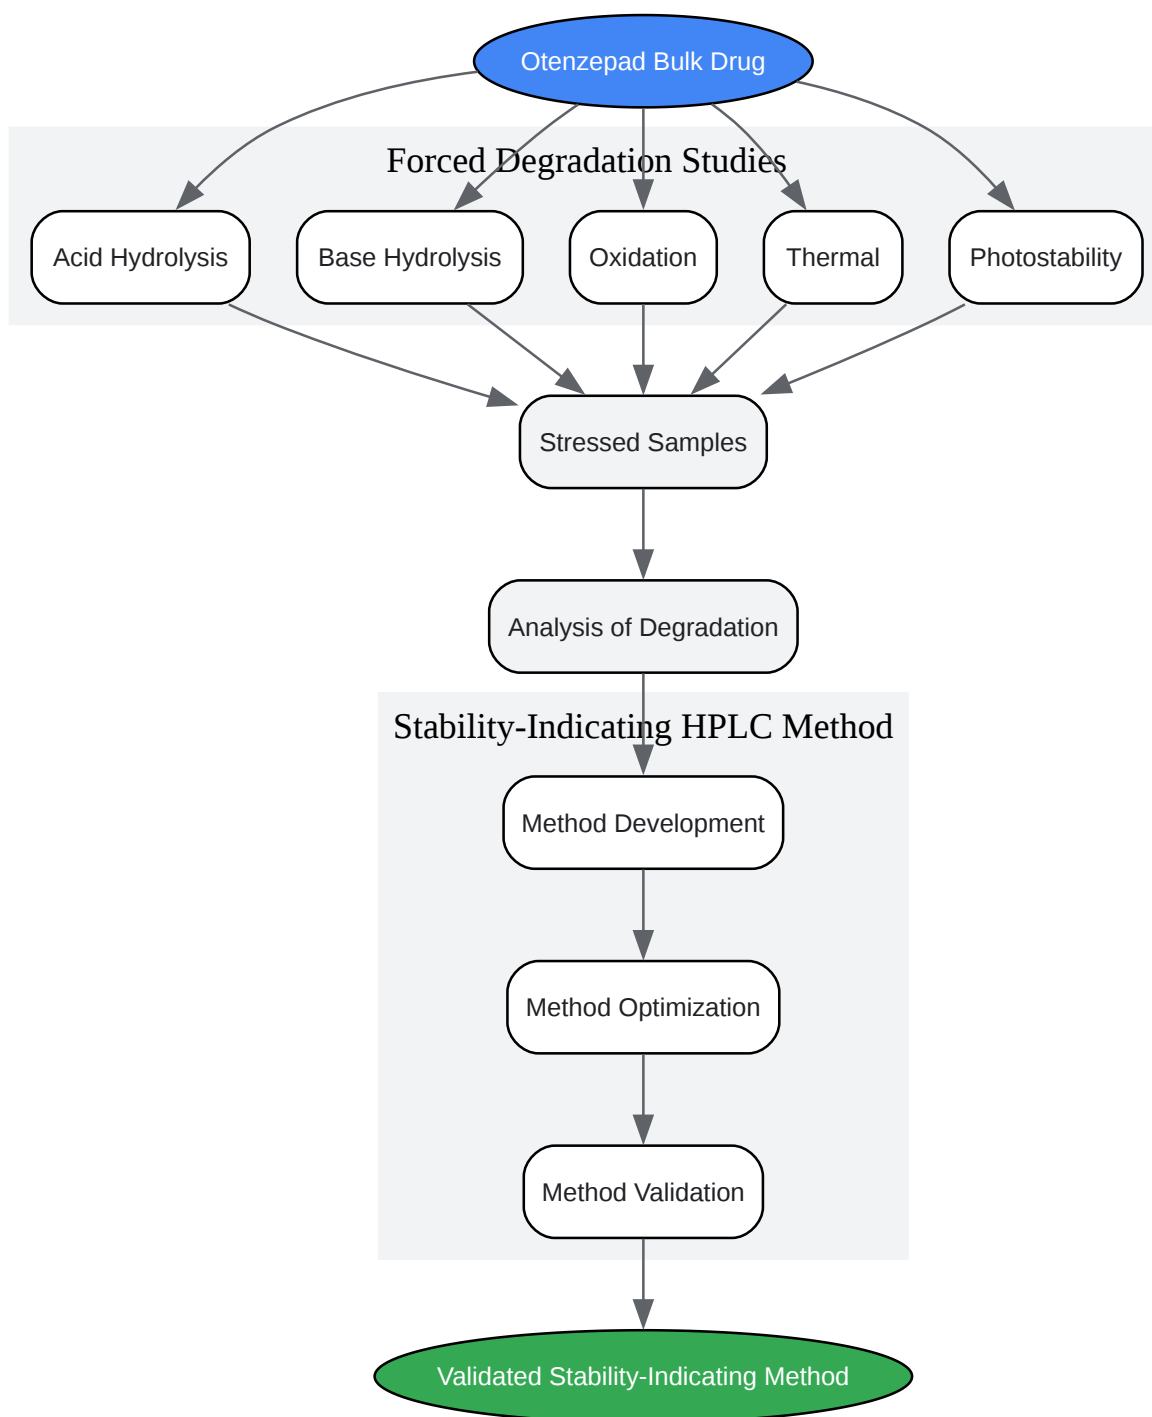 Otenzepad Bulk Drug
Forced Degradation Studies
Acid Hydrolysis
Base Hydrolysis
Oxidation
Thermal
Photostability
Stressed Samples
Analysis of Degradation
Stability-Indicating HPLC Method
Method Development
Method Optimization
Method Validation
Validated Stability-Indicating Method